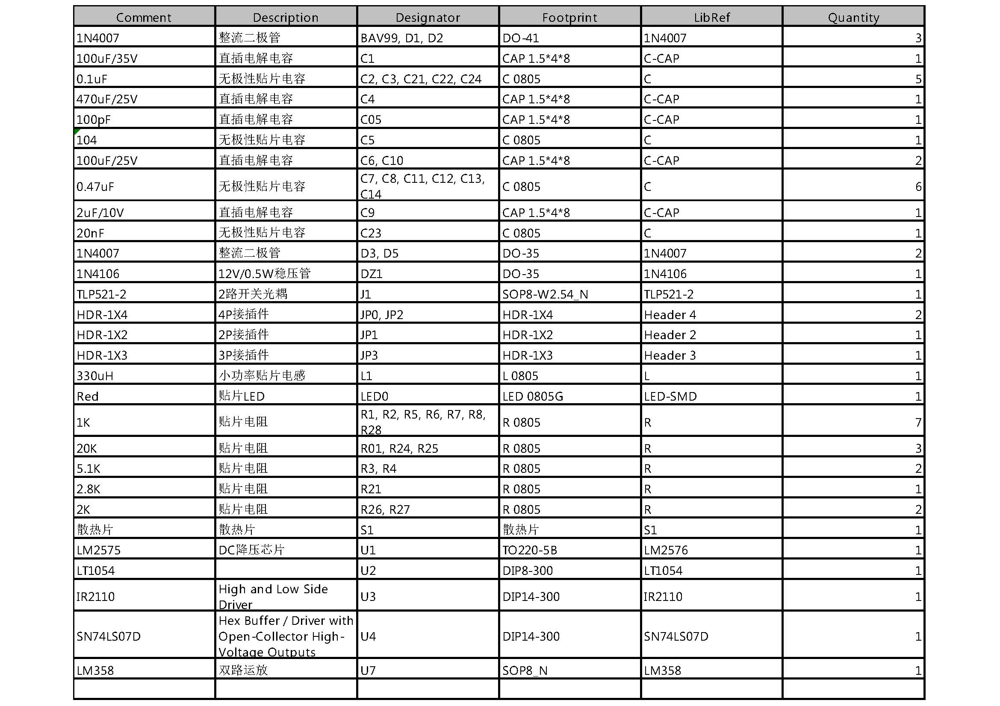 Comment Description Designator Footprint LibRef Quantity
1N4007 整流二极管 BAV99, D1, D2 DO-41 1N4007 3
100uF/35V 直插电解电容 C1 CAP 1.5*4*8 C-CAP 1
0.1uF 无极性贴片电容 C2, C3, C21, C22, C24 C 0805 C 5
470uF/25V 直插电解电容 C4 CAP 1.5*4*8 C-CAP 1
100pF 直插电解电容 C05 CAP 1.5*4*8 C-CAP 1
104 无极性贴片电容 C5 C 0805 C 1
100uF/25V 直插电解电容 C6, C10 CAP 1.5*4*8 C-CAP 2
0.47uF 无极性贴片电容 C7, C8, C11, C12, C13,
C14 C 0805 C 6
2uF/10V 直插电解电容 C9 CAP 1.5*4*8 C-CAP 1
20nF 无极性贴片电容 C23 C 0805 C 1
1N4007 整流二极管 D3, D5 DO-35 1N4007 2
1N4106 12V/0.5W稳压管 DZ1 DO-35 1N4106 1
TLP521-2 2路开关光耦 J1 SOP8-W2.54_N TLP521-2 1
HDR-1X4 4P接插件 JP0, JP2 HDR-1X4 Header 4 2
HDR-1X2 2P接插件 JP1 HDR-1X2 Header 2 1
HDR-1X3 3P接插件 JP3 HDR-1X3 Header 3 1
330uH 小功率贴片电感 L1 L 0805 L 1
Red 贴片LED LED0 LED 0805G LED-SMD 1
1K 贴片电阻 R1, R2, R5, R6, R7, R8,
R28 R 0805 R 7
20K 贴片电阻 R01, R24, R25 R 0805 R 3
5.1K 贴片电阻 R3, R4 R 0805 R 2
2.8K 贴片电阻 R21 R 0805 R 1
2K 贴片电阻 R26, R27 R 0805 R 2
散热片 散热片 S1 散热片 S1 1
LM2575 DC降压芯片 U1 TO220-5B LM2576 1
LT1054 U2 DIP8-300 LT1054 1
IR2110 High and Low Side
Driver U3 DIP14-300 IR2110 1
SN74LS07D Hex Buffer / Driver with
Open-Collector High-
Voltage Outputs U4 DIP14-300 SN74LS07D 1
LM358 双路运放 U7 SOP8_N LM358 1